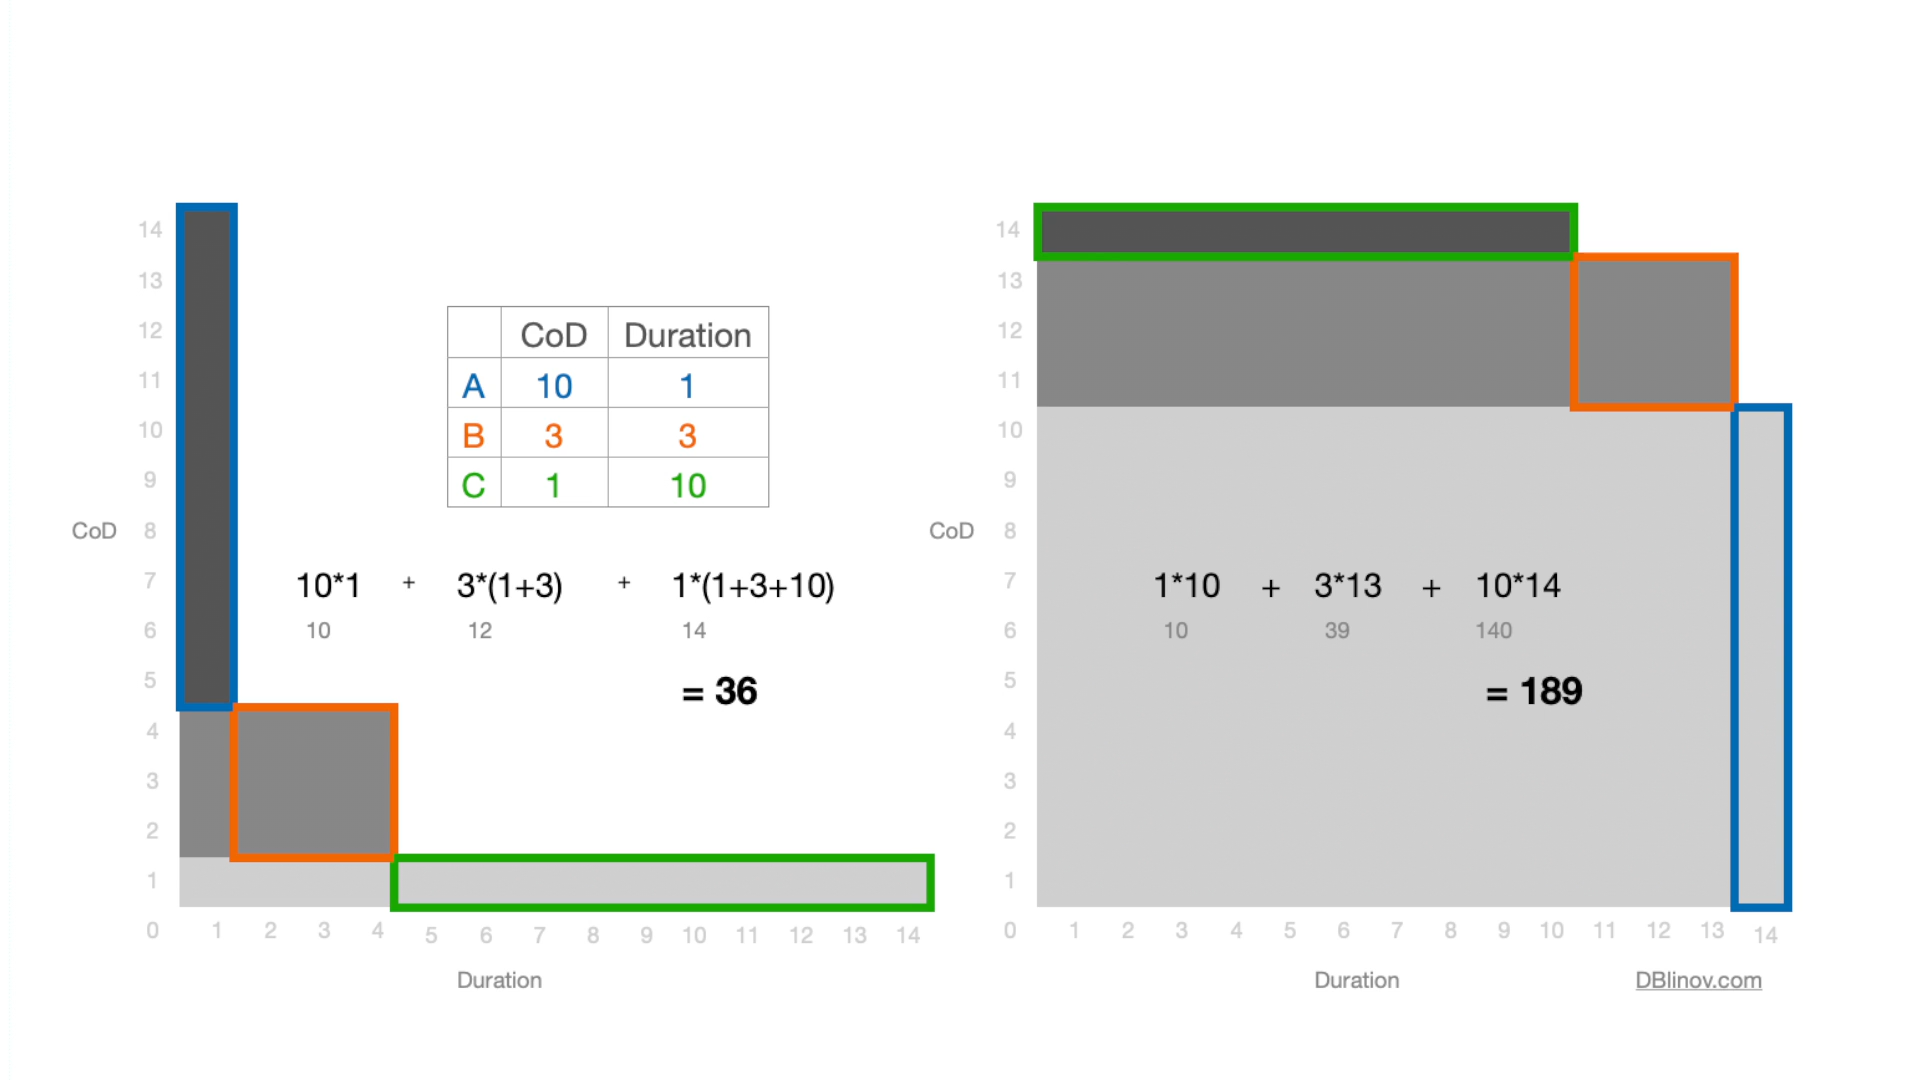 CoD Duration
A 10 1
B 3 3
C 1 10
14
13
12
11
10
9
CoD 8
7
6
5
4
3
2
1
0 1 2 3 4 5 6 7 8 9 10 11 12 13 14
Duration
10*1 + 3*(1+3) + 1*(1+3+10)
10 12 14
= 36
14
13
12
11
10
9
CoD 8
7
6
5
4
3
2
1
0 1 2 3 4 5 6 7 8 9 10 11 12 13 14
Duration
1*10 + 3*13 + 10*14
10 39 140
= 189
DBlinov.com